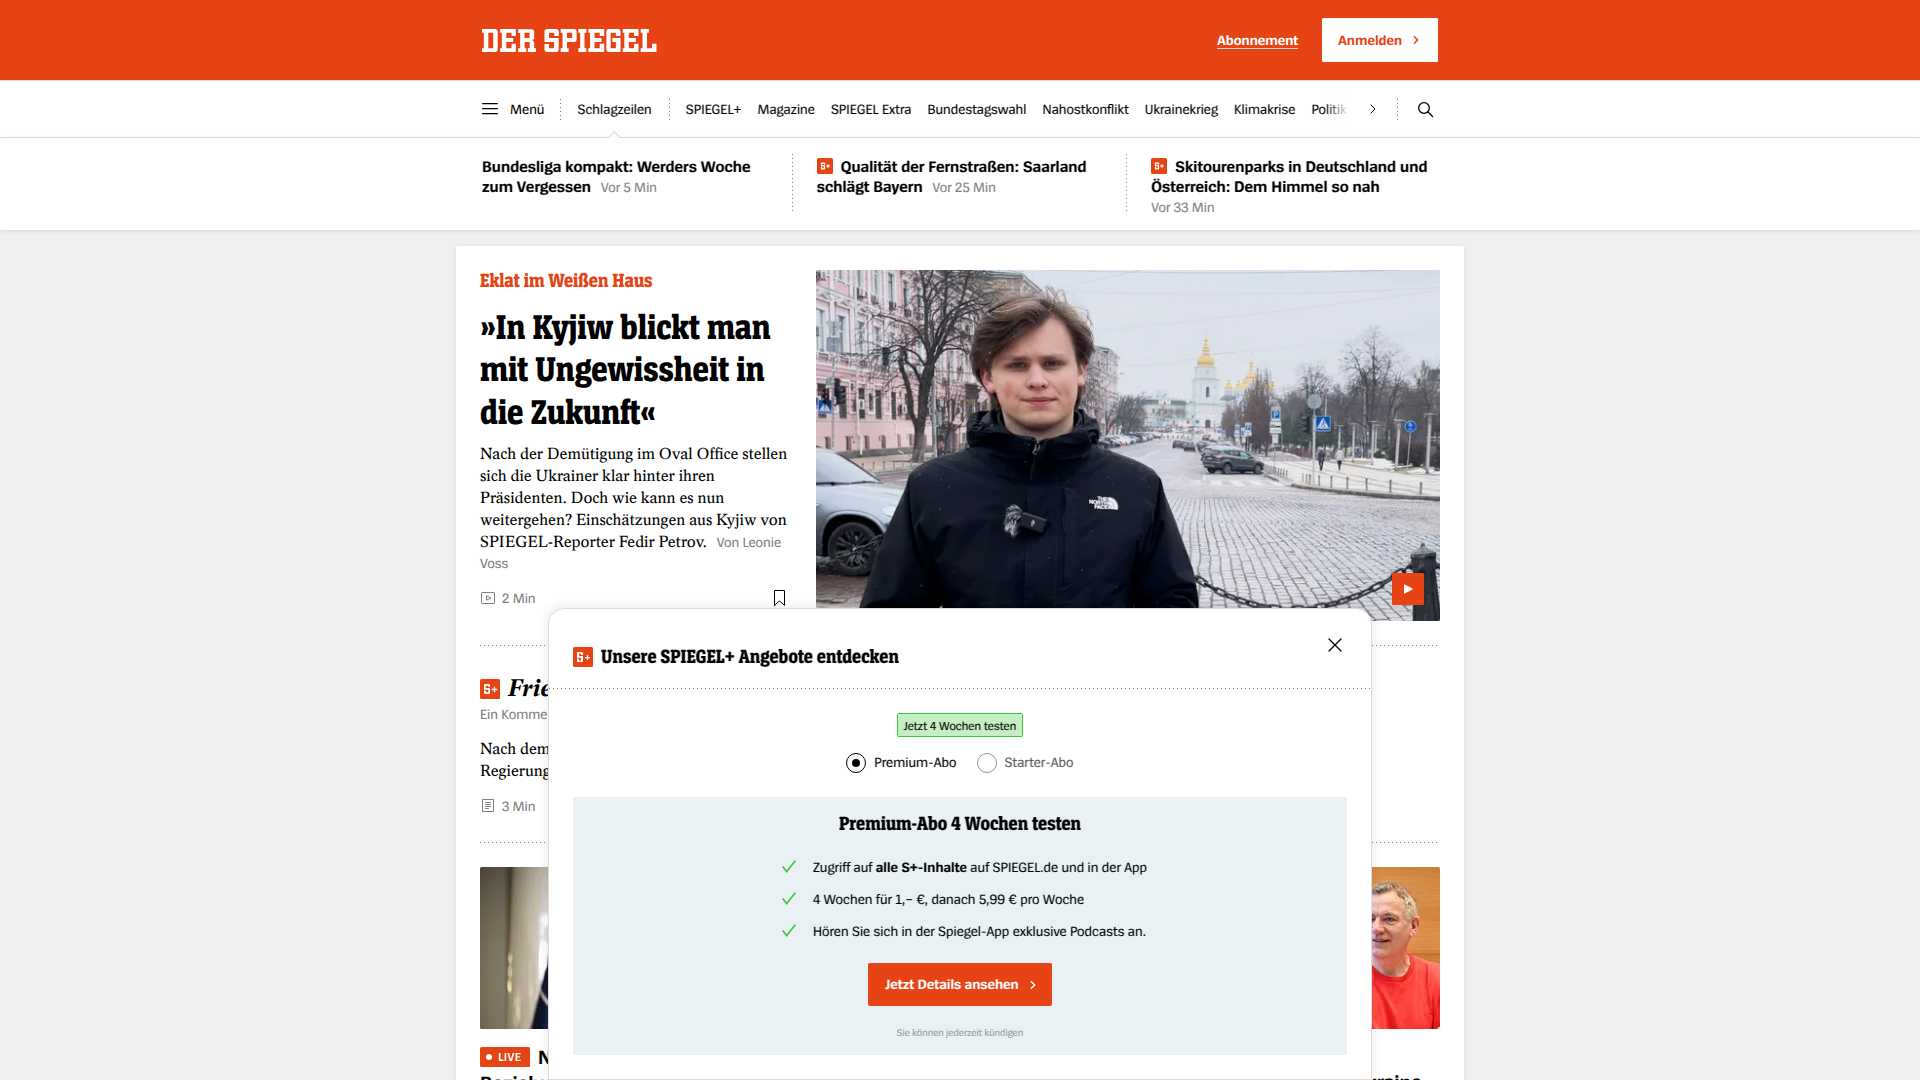 DER SPIEGEL
Abonnement
Anmelden
Menü
Schlagzeilen
SPIEGEL+
Magazine
SPIEGEL Extra
Bundestagswahl
Nahostkonflikt
Ukrainekrieg
Klimakrise
Politik
Bundesliga kompakt: Werders Woche
zum Vergessen Vor 5 Min
S+ Qualität der Fernstraßen: Saarland
schlägt Bayern Vor 25 Min
S+ Skitourenparks in Deutschland und
Österreich: Dem Himmel so nah
Vor 33 Min
Eklat im Weißen Haus
»In Kyjiw blickt man
mit Ungewissheit in
die Zukunft«
Nach der Demütigung im Oval Office stellen
sich die Ukrainer klar hinter ihren
Präsidenten. Doch wie kann es nun
weitergehen? Einschätzungen aus Kyjiw von
SPIEGEL-Reporter Fedir Petrov. Von Leonie
Voss
2 Min
THE
NORTH
FACE
S+ Unsere SPIEGEL+ Angebote entdecken
Jetzt 4 Wochen testen
Premium-Abo
Starter-Abo
Premium-Abo 4 Wochen testen
Zugriff auf alle S+-Inhalte auf SPIEGEL.de und in der App
4 Wochen für 1,– €, danach 5,99 € pro Woche
Hören Sie sich in der Spiegel-App exklusive Podcasts an.
Jetzt Details ansehen
Sie können jederzeit kündigen
S+ Frie
Ein Komme
Nach dem
Regierung
3 Min
LIVE N